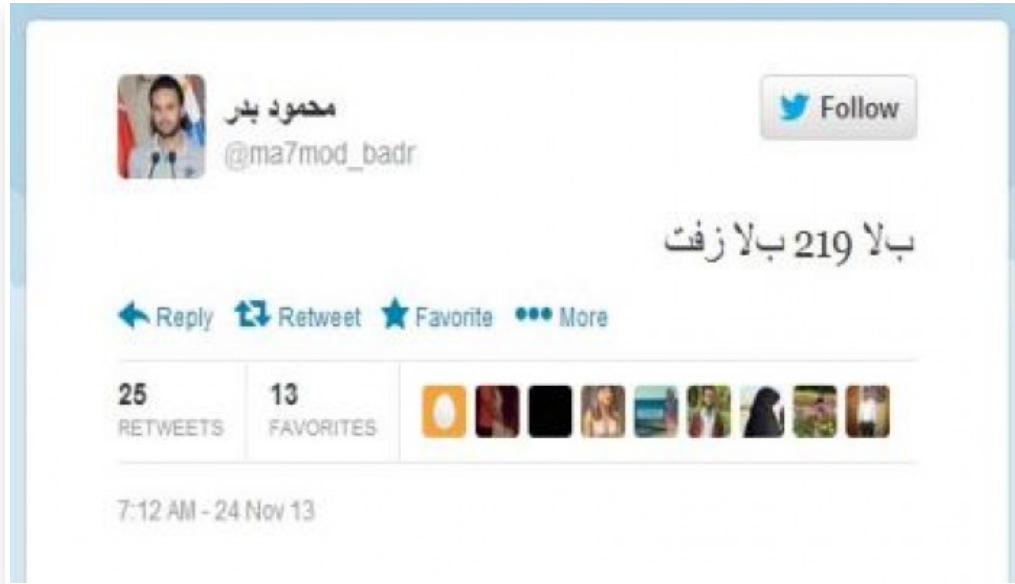 محمود بدر
@ma7mod_badr
Follow
بلا 219 بلا زفت
Reply Retweet Favorite More
25 13
RETWEETS FAVORITES
7:12 AM - 24 Nov 13